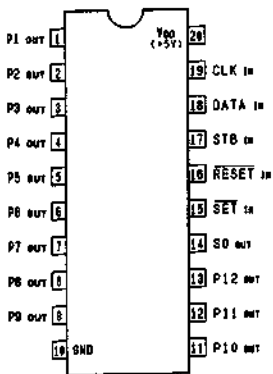 P1 OUT 1
P2 OUT 2
P3 OUT 3
P4 OUT 4
P5 OUT 5
P6 OUT 6
P7 OUT 7
P8 OUT 8
P9 OUT 9
10 GND
VDD 20
(+5V)
19 CLK IN
18 DATA IN
17 STB IN
16 RESET IN
15 SET IN
14 SO OUT
13 P12 OUT
12 P11 OUT
11 P10 OUT